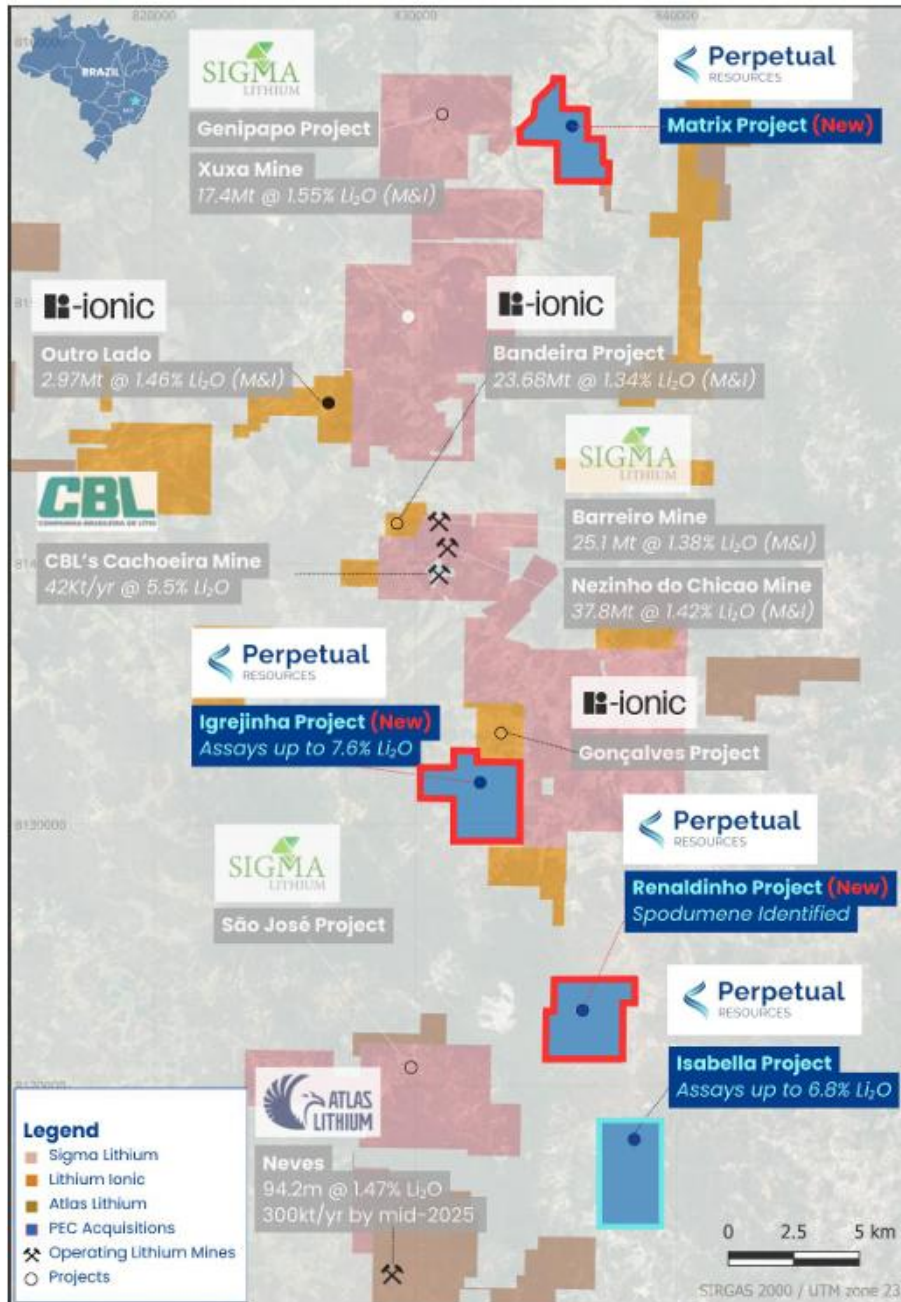 820000
830000
840000
8160000
BRAZIL
SIGMA
LITHIUM
Genipapo Project
Xuxa Mine
17.4Mt @ 1.55% Li₂O (M&I)
Perpetual
RESOURCES
Matrix Project (New)
Li-ionic
Outro Lado
2.97Mt @ 1.46% Li₂O (M&I)
Li-ionic
Bandeira Project
23.68Mt @ 1.34% Li₂O (M&I)
CBL
COMPANHIA BRASILEIRA DE LÍTIO
CBL's Cachoeira Mine
42Kt/yr @ 5.5% Li₂O
SIGMA
LITHIUM
Barreiro Mine
25.1 Mt @ 1.38% Li₂O (M&I)
Nezinho do Chicao Mine
37.8Mt @ 1.42% Li₂O (M&I)
Perpetual
RESOURCES
Igrejinha Project (New)
Assays up to 7.6% Li₂O
Li-ionic
Gonçalves Project
8130000
SIGMA
LITHIUM
São José Project
Perpetual
RESOURCES
Renaldinho Project (New)
Spodumene Identified
Perpetual
RESOURCES
Isabella Project
Assays up to 6.8% Li₂O
8120000
ATLAS
LITHIUM
Neves
94.2m @ 1.47% Li₂O
300kt/yr by mid-2025
Legend
Sigma Lithium
Lithium Ionic
Atlas Lithium
PEC Acquisitions
Operating Lithium Mines
Projects
0 2.5 5 km
SIRGAS 2000 / UTM zone 23